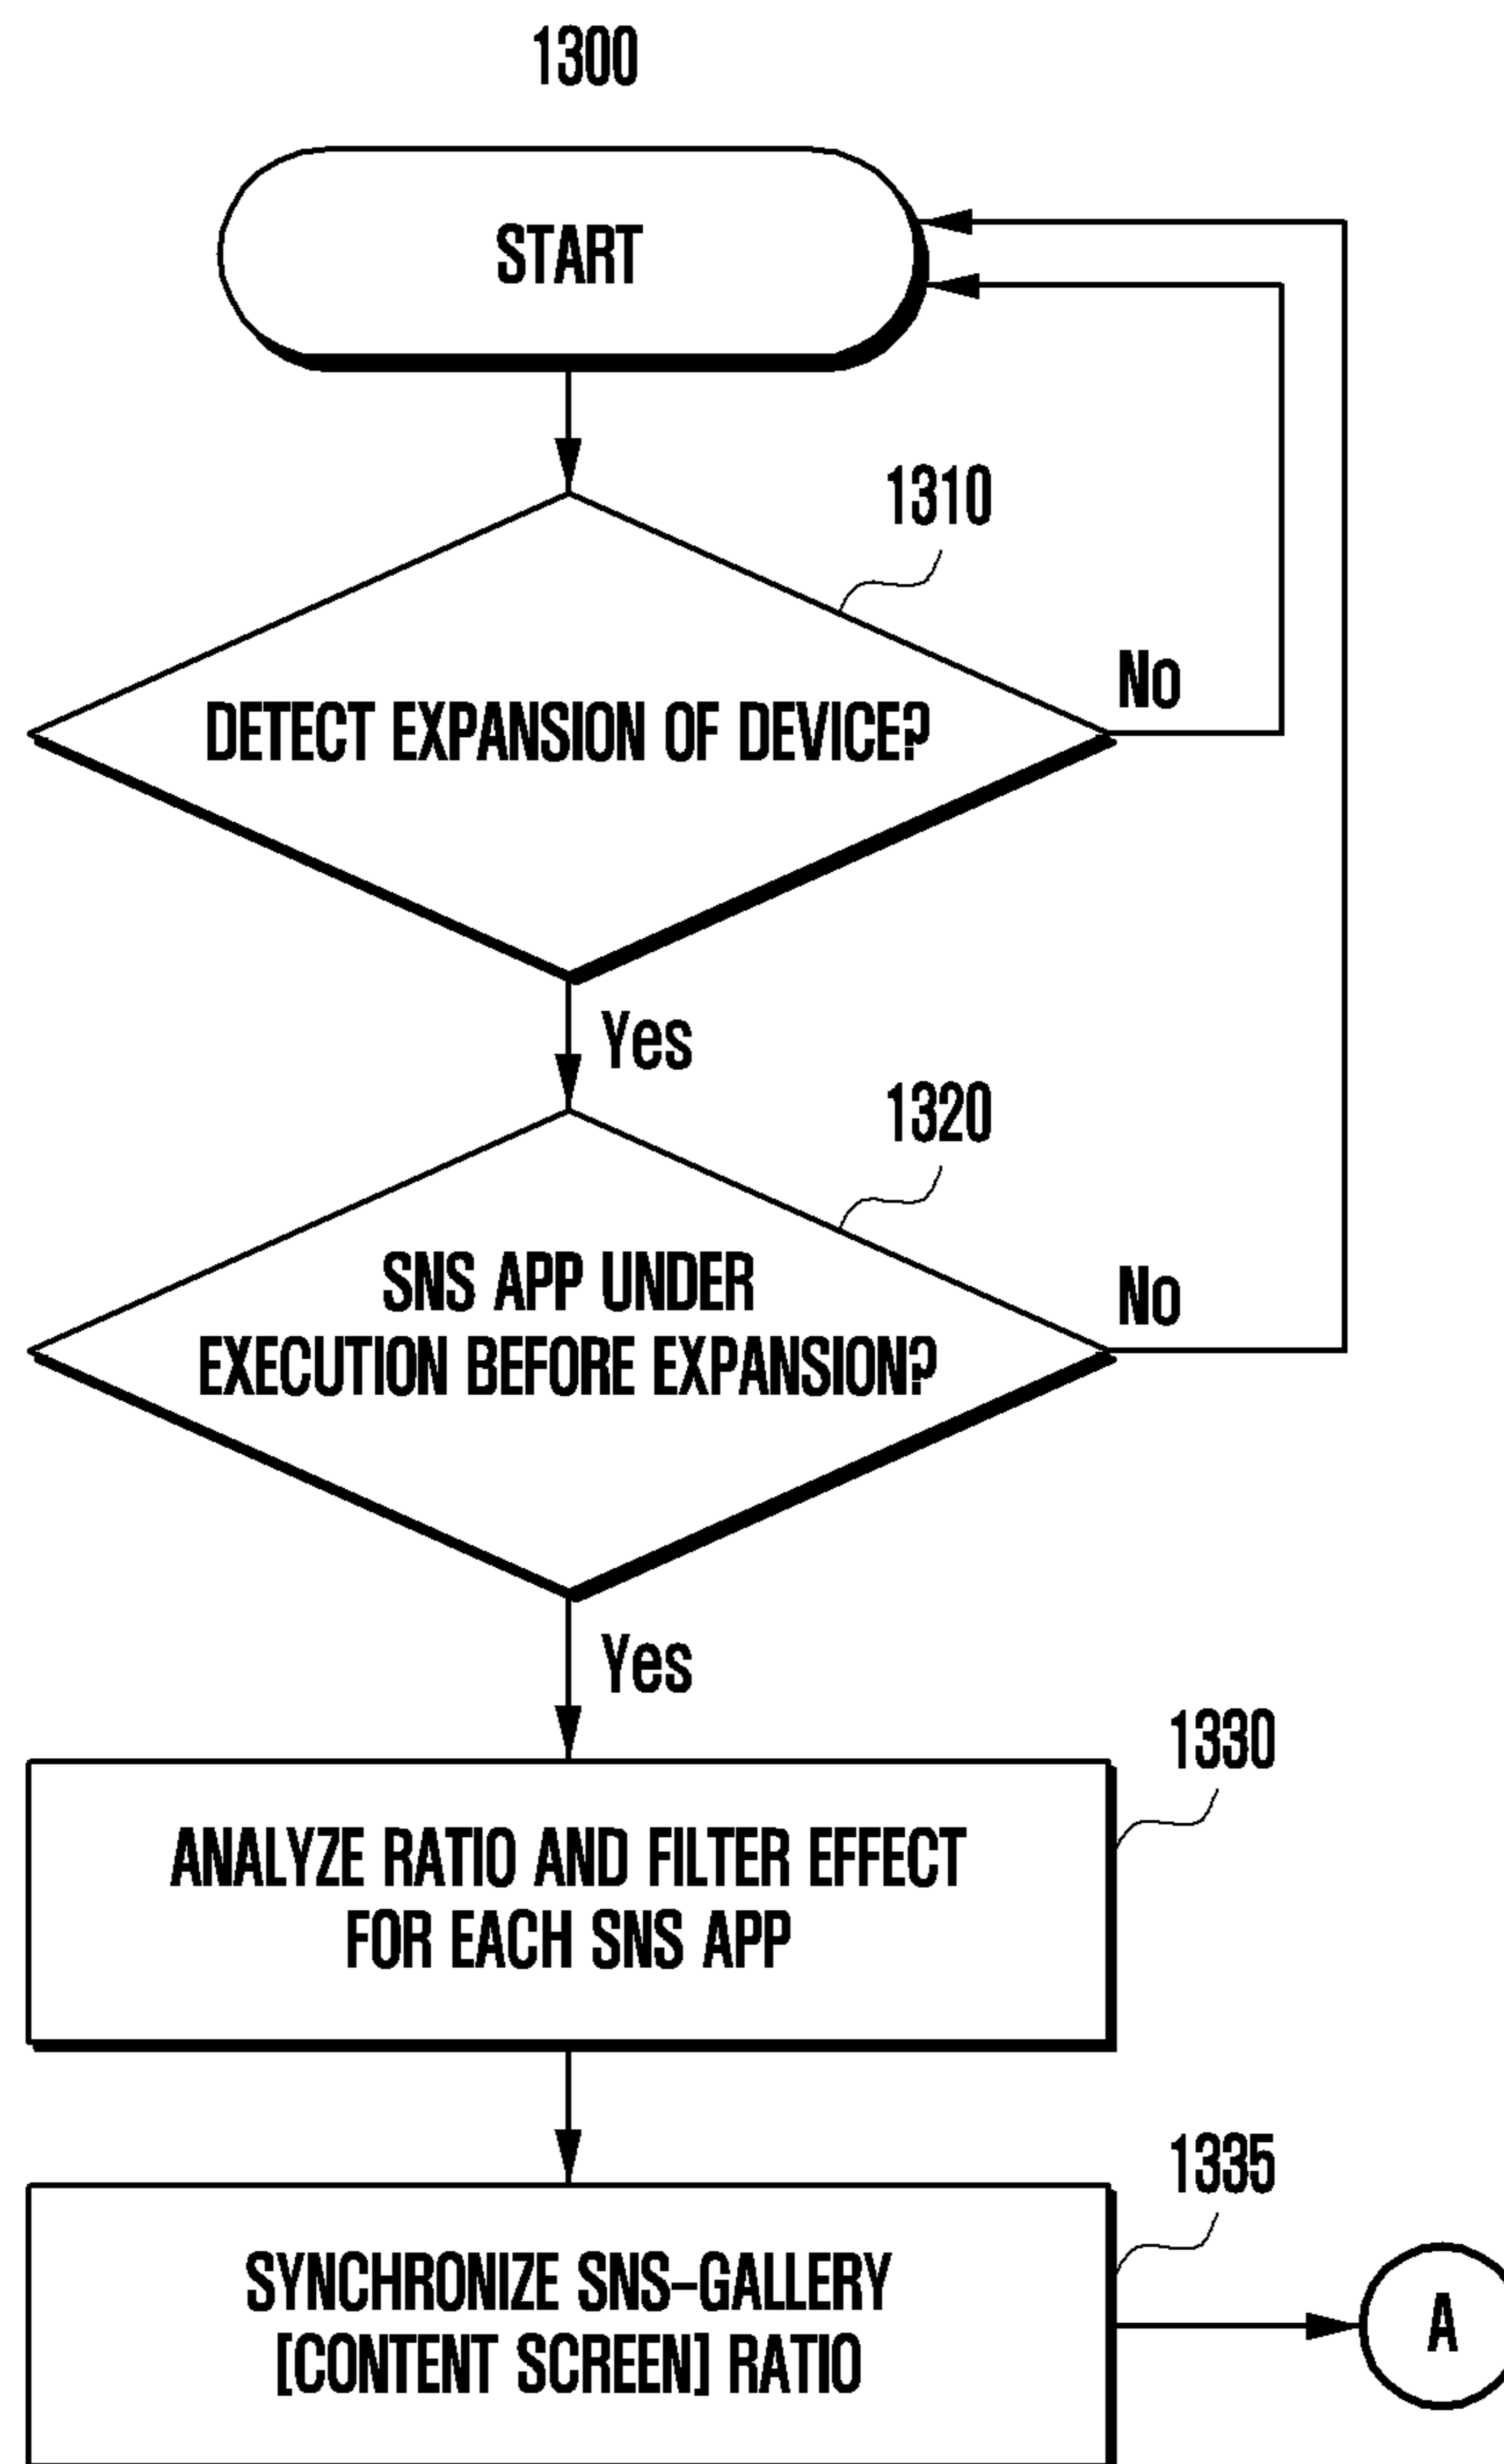 1300
START
1310
DETECT EXPANSION OF DEVICE?
No
Yes
1320
SNS APP UNDER
EXECUTION BEFORE EXPANSION?
No
Yes
1330
ANALYZE RATIO AND FILTER EFFECT
FOR EACH SNS APP
1335
SYNCHRONIZE SNS-GALLERY
[CONTENT SCREEN] RATIO
A